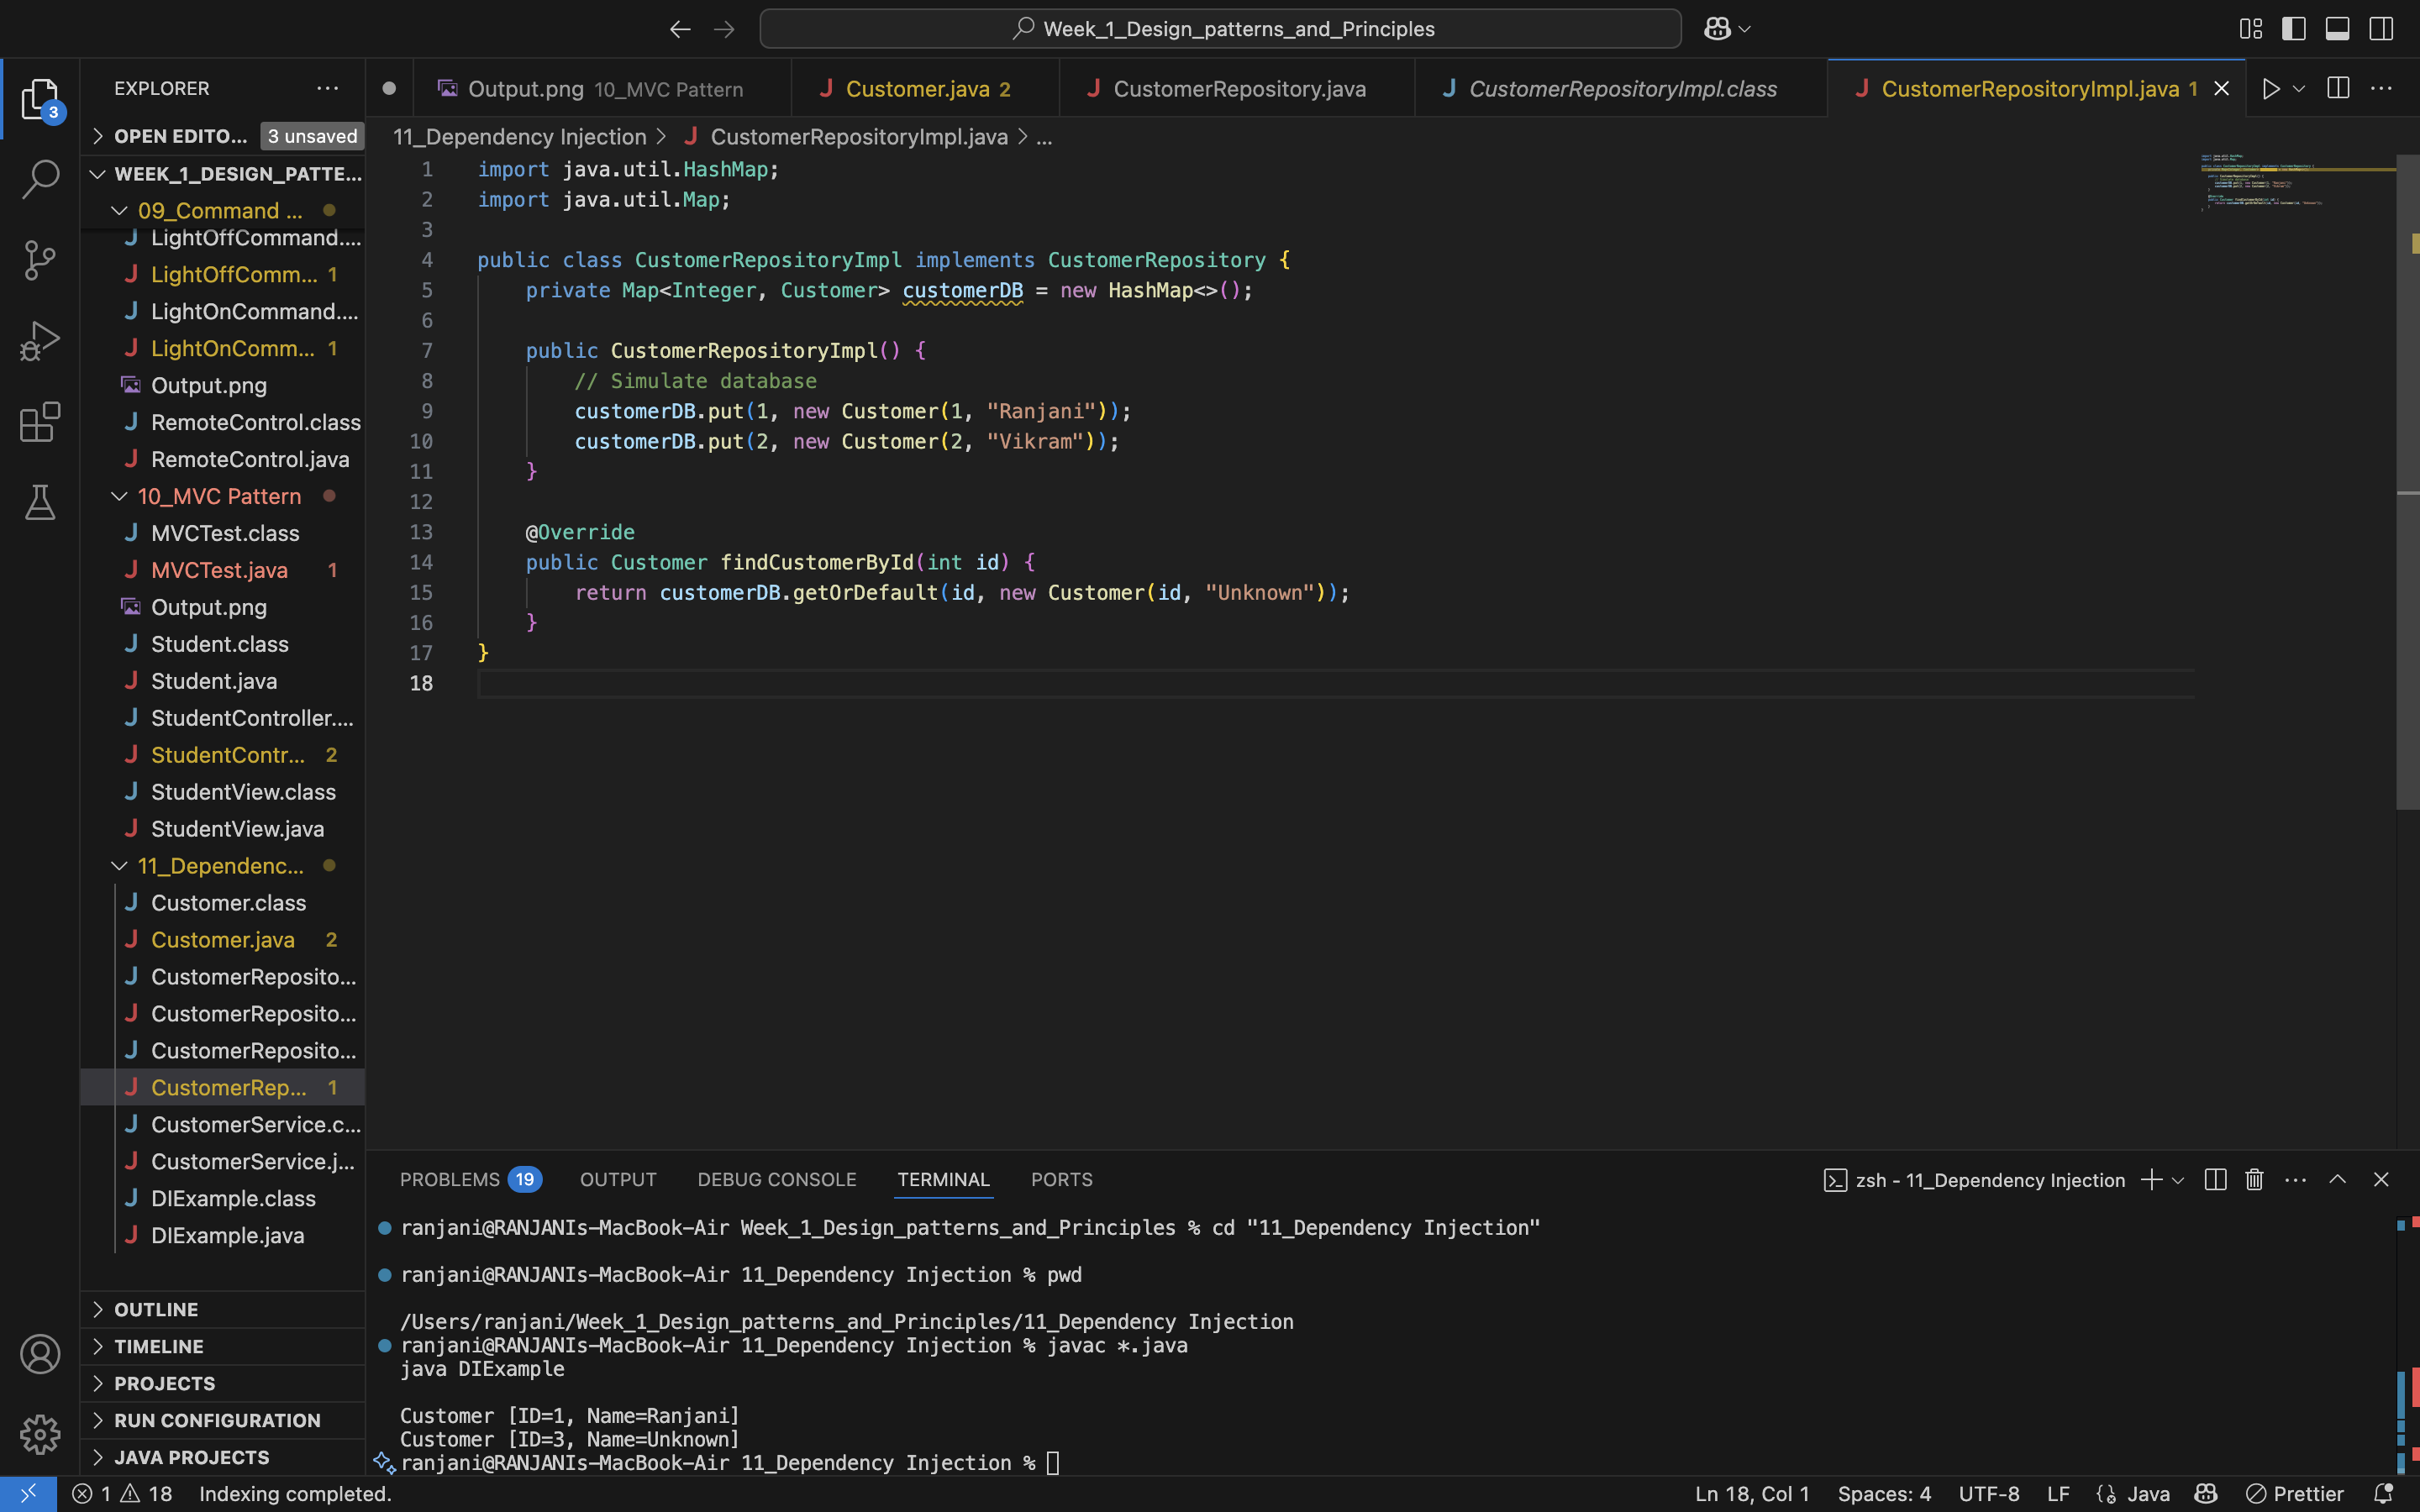 Week_1_Design_patterns_and_Principles
EXPLORER
3
OPEN EDITO... 3 unsaved
WEEK_1_DESIGN_PATTE...
09_Command ...
LightOffCommand....
LightOffComm... 1
LightOnCommand....
LightOnComm... 1
Output.png
RemoteControl.class
RemoteControl.java
10_MVC Pattern
MVCTest.class
MVCTest.java 1
Output.png
Student.class
Student.java
StudentController....
StudentContr... 2
StudentView.class
StudentView.java
11_Dependenc...
Customer.class
Customer.java 2
CustomerReposito...
CustomerReposito...
CustomerReposito...
CustomerRep... 1
CustomerService.c...
CustomerService.j...
DIExample.class
DIExample.java
OUTLINE
TIMELINE
PROJECTS
RUN CONFIGURATION
JAVA PROJECTS
Output.png 10_MVC Pattern
Customer.java 2
CustomerRepository.java
CustomerRepositoryImpl.class
CustomerRepositoryImpl.java 1
11_Dependency Injection > CustomerRepositoryImpl.java > ...
1 import java.util.HashMap;
2 import java.util.Map;
3
4 public class CustomerRepositoryImpl implements CustomerRepository {
5 private Map<Integer, Customer> customerDB = new HashMap<>();
6
7 public CustomerRepositoryImpl() {
8 // Simulate database
9 customerDB.put(1, new Customer(1, "Ranjani"));
10 customerDB.put(2, new Customer(2, "Vikram"));
11 }
12
13 @Override
14 public Customer findCustomerById(int id) {
15 return customerDB.getOrDefault(id, new Customer(id, "Unknown"));
16 }
17 }
18
PROBLEMS 19 OUTPUT DEBUG CONSOLE TERMINAL PORTS
zsh - 11_Dependency Injection
ranjani@RANJANIs-MacBook-Air Week_1_Design_patterns_and_Principles % cd "11_Dependency Injection"
ranjani@RANJANIs-MacBook-Air 11_Dependency Injection % pwd
/Users/ranjani/Week_1_Design_patterns_and_Principles/11_Dependency Injection
ranjani@RANJANIs-MacBook-Air 11_Dependency Injection % javac *.java
java DIExample
Customer [ID=1, Name=Ranjani]
Customer [ID=3, Name=Unknown]
ranjani@RANJANIs-MacBook-Air 11_Dependency Injection %
1 18 Indexing completed.
Ln 18, Col 1 Spaces: 4 UTF-8 LF Java Prettier